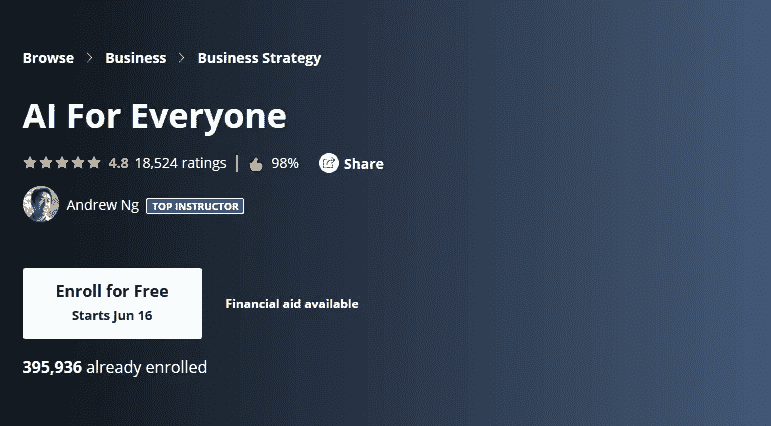 Browse > Business > Business Strategy
AI For Everyone
4.8 18,524 ratings | 98% Share
Andrew Ng TOP INSTRUCTOR
Enroll for Free
Starts Jun 16
Financial aid available
395,936 already enrolled